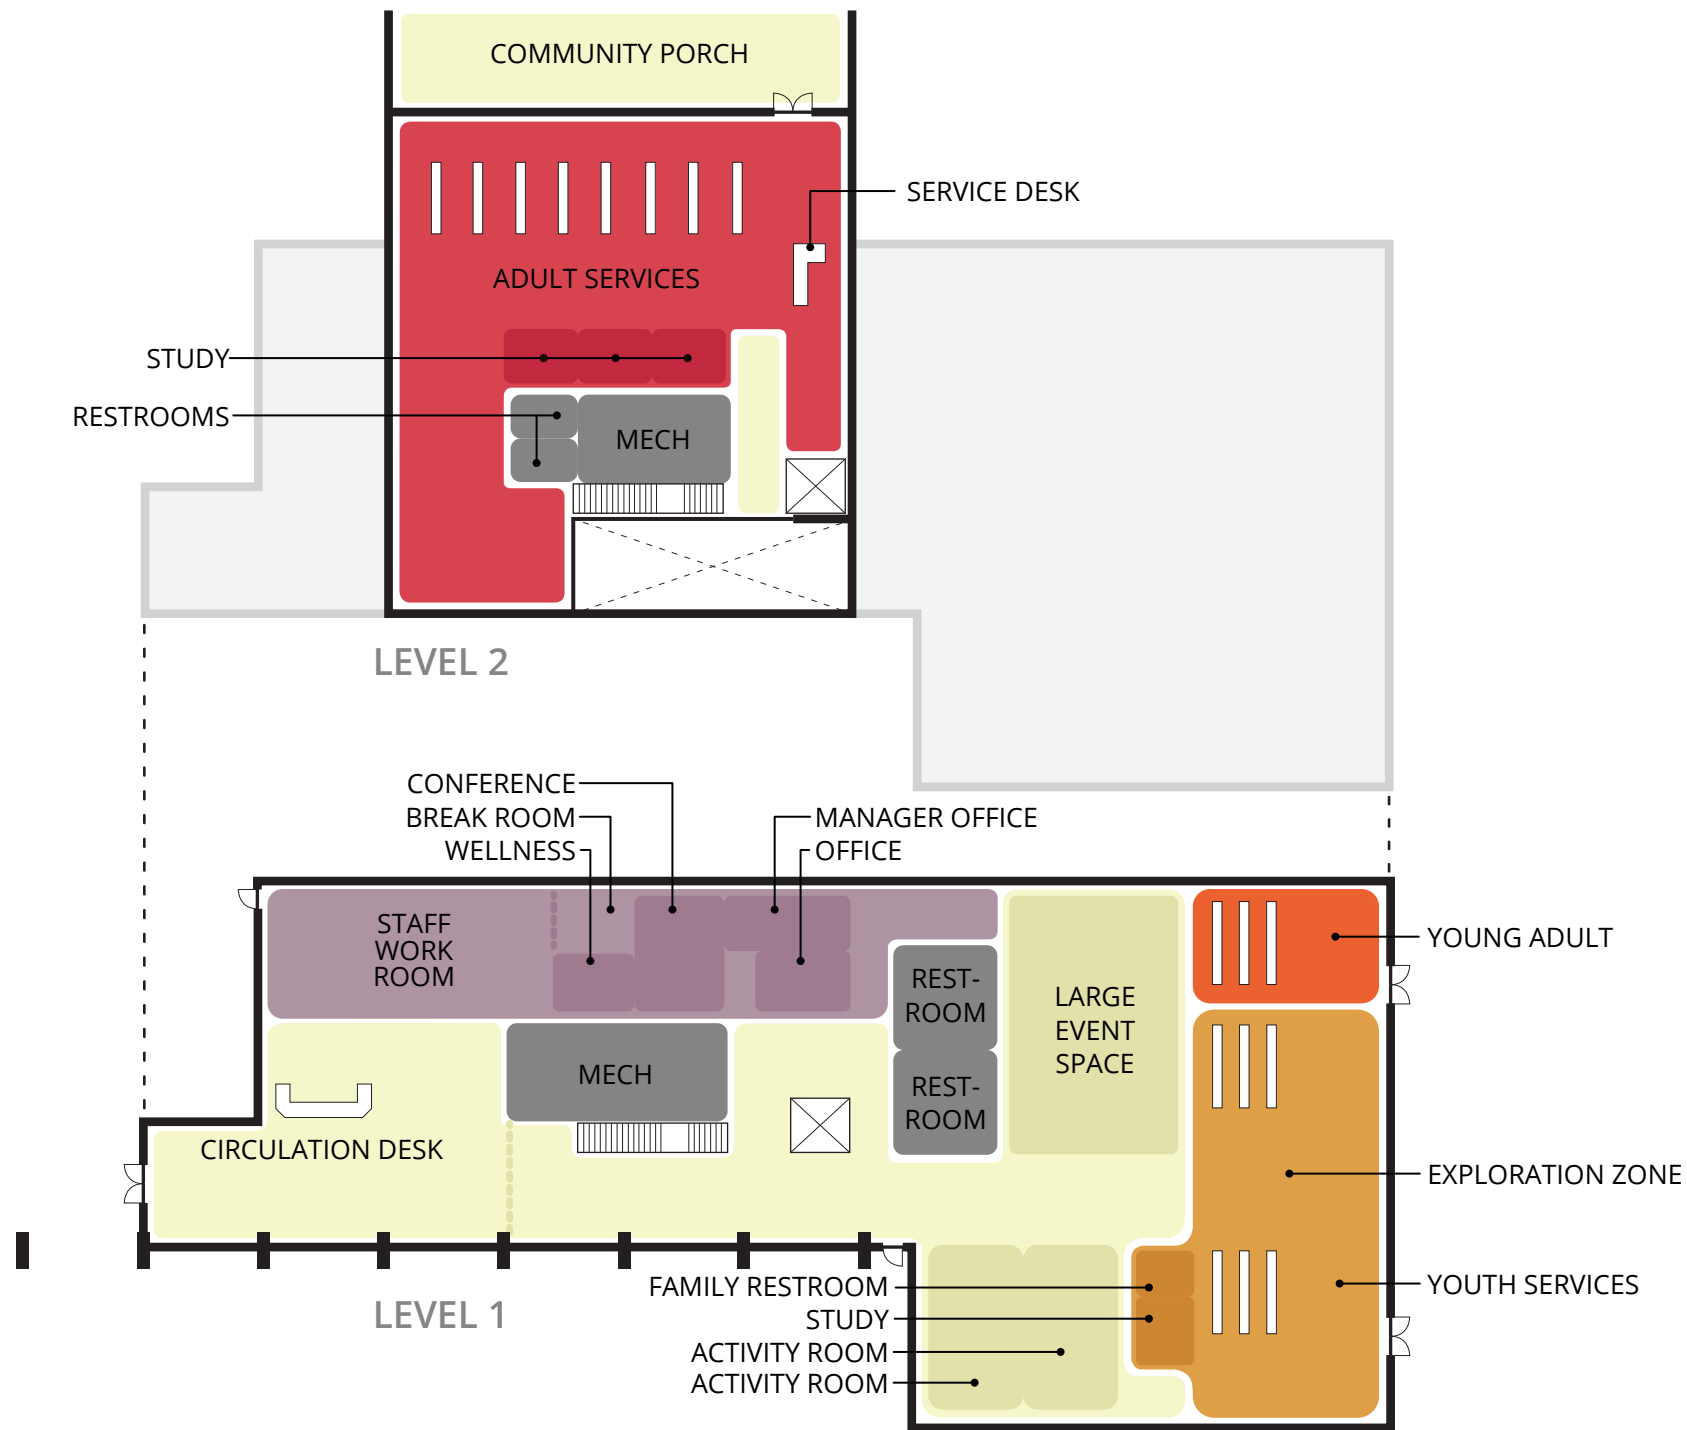 COMMUNITY PORCH
SERVICE DESK
ADULT SERVICES
STUDY
RESTROOMS
MECH
LEVEL 2
CONFERENCE
BREAK ROOM
WELLNESS
MANAGER OFFICE
OFFICE
STAFF
WORK
ROOM
REST-
ROOM
LARGE
EVENT
SPACE
YOUNG ADULT
MECH
REST-
ROOM
CIRCULATION DESK
EXPLORATION ZONE
LEVEL 1
FAMILY RESTROOM
STUDY
ACTIVITY ROOM
ACTIVITY ROOM
YOUTH SERVICES